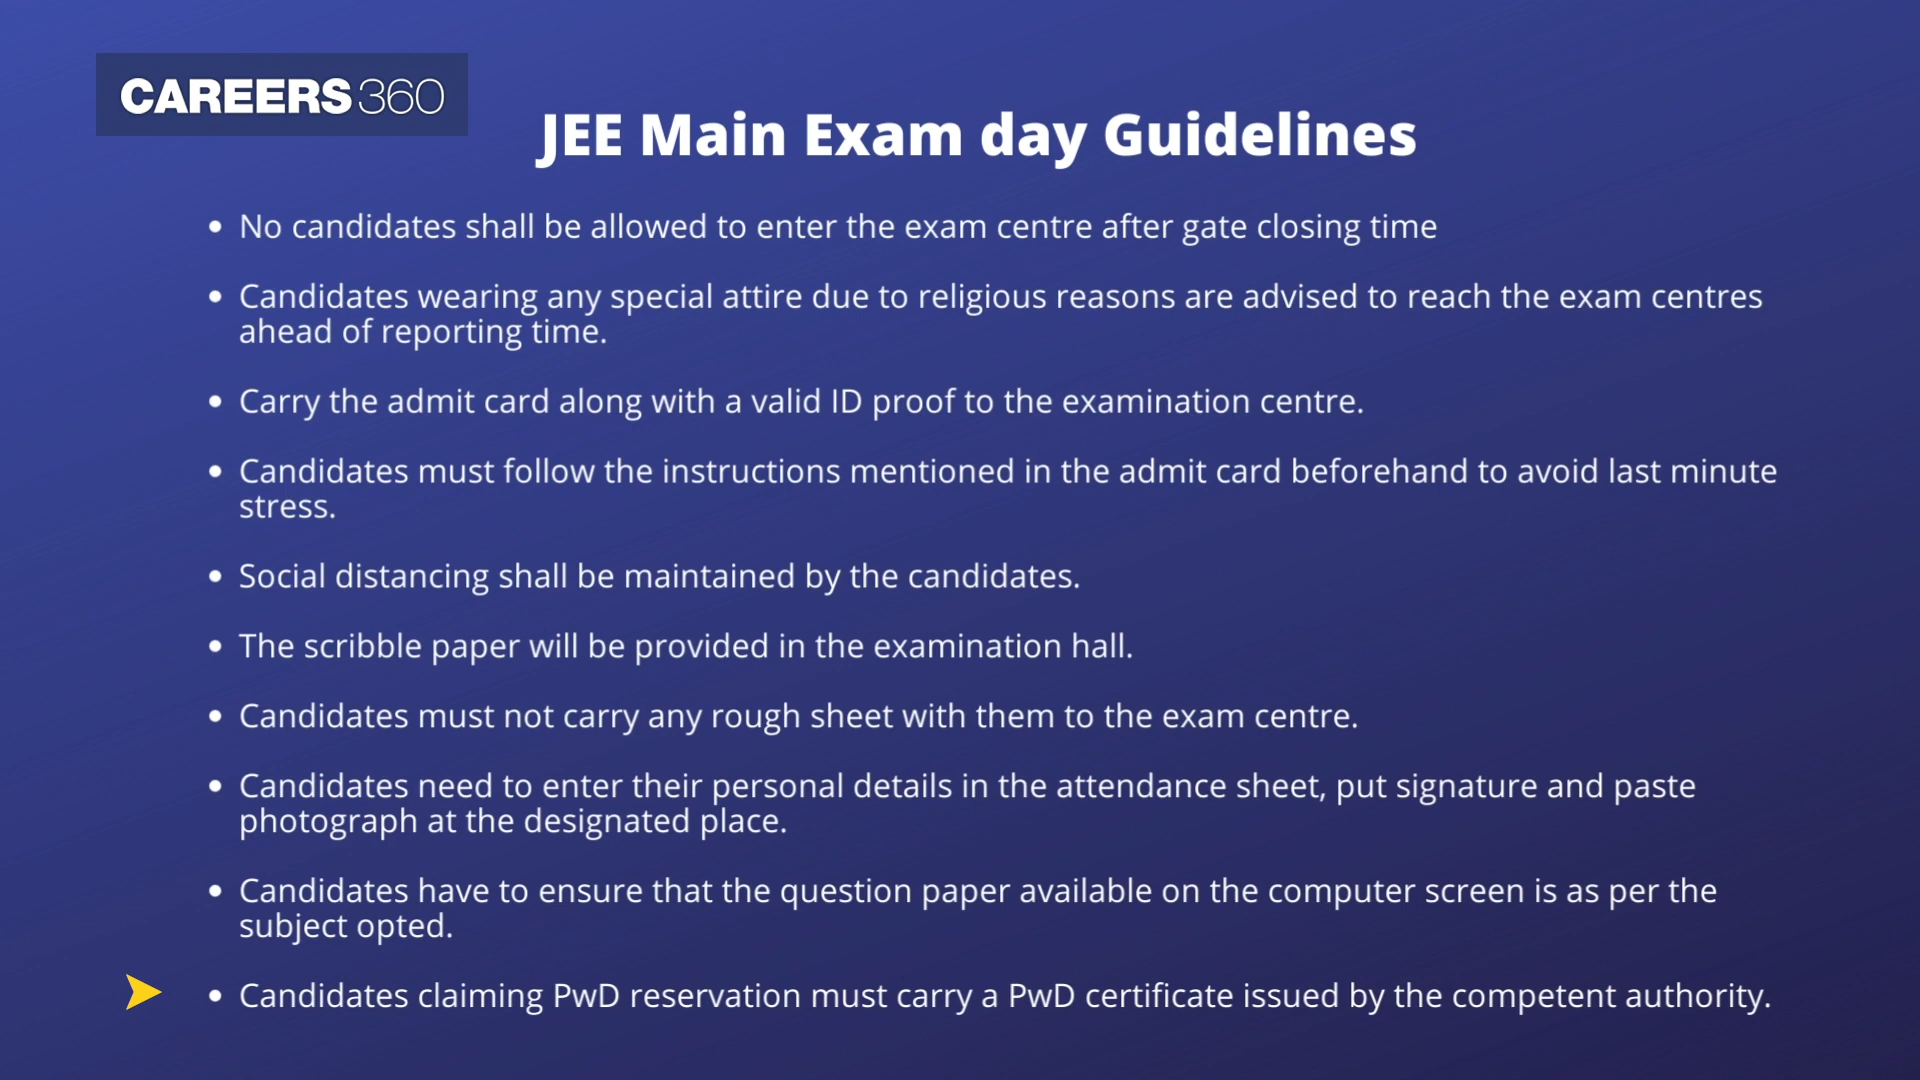 CAREERS360
JEE Main Exam day Guidelines
• No candidates shall be allowed to enter the exam centre after gate closing time
• Candidates wearing any special attire due to religious reasons are advised to reach the exam centres
ahead of reporting time.
• Carry the admit card along with a valid ID proof to the examination centre.
• Candidates must follow the instructions mentioned in the admit card beforehand to avoid last minute
stress.
• Social distancing shall be maintained by the candidates.
• The scribble paper will be provided in the examination hall.
• Candidates must not carry any rough sheet with them to the exam centre.
• Candidates need to enter their personal details in the attendance sheet, put signature and paste
photograph at the designated place.
• Candidates have to ensure that the question paper available on the computer screen is as per the
subject opted.
• Candidates claiming PwD reservation must carry a PwD certificate issued by the competent authority.